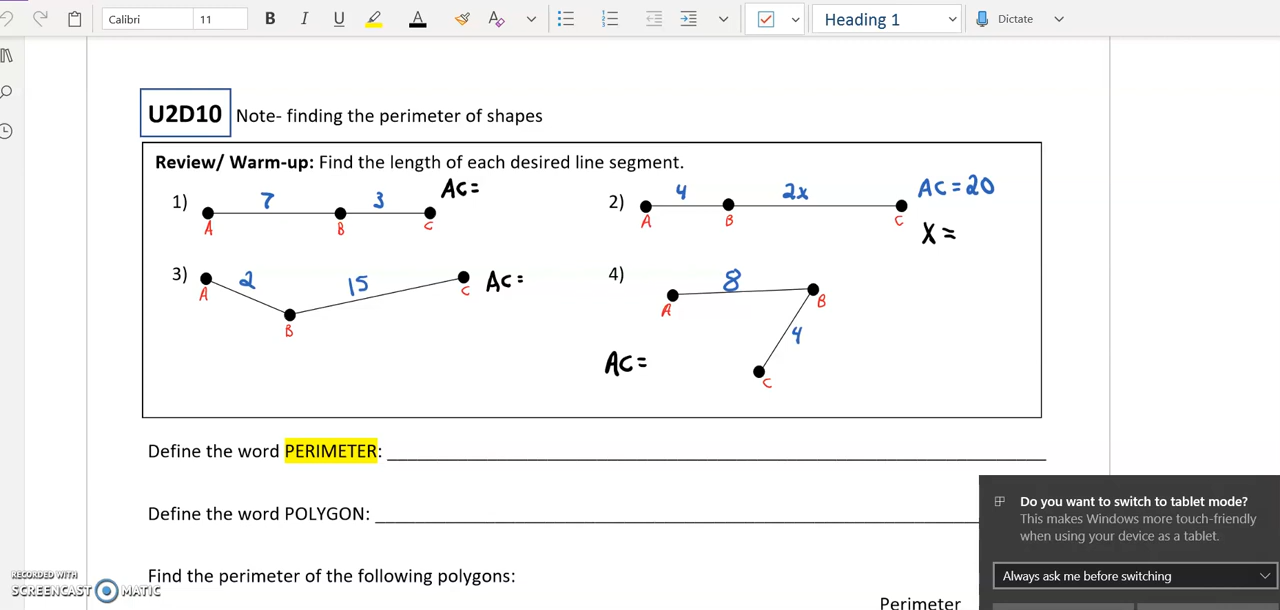 Calibri 11 B I U A A Heading 1 Dictate
U2D10 Note- finding the perimeter of shapes
Review/ Warm-up: Find the length of each desired line segment.
1) 7 3 AC=
A B C
2) 4 2x AC=20
A B C
X =
3) 2 15 AC=
A B C
4) 8
A B
4
C
AC=
Define the word PERIMETER: ____________________
Define the word POLYGON: ____________________
Find the perimeter of the following polygons:
Perimeter
Do you want to switch to tablet mode?
This makes Windows more touch-friendly
when using your device as a tablet.
Always ask me before switching
RECORDED WITH
SCREENCAST MATIC